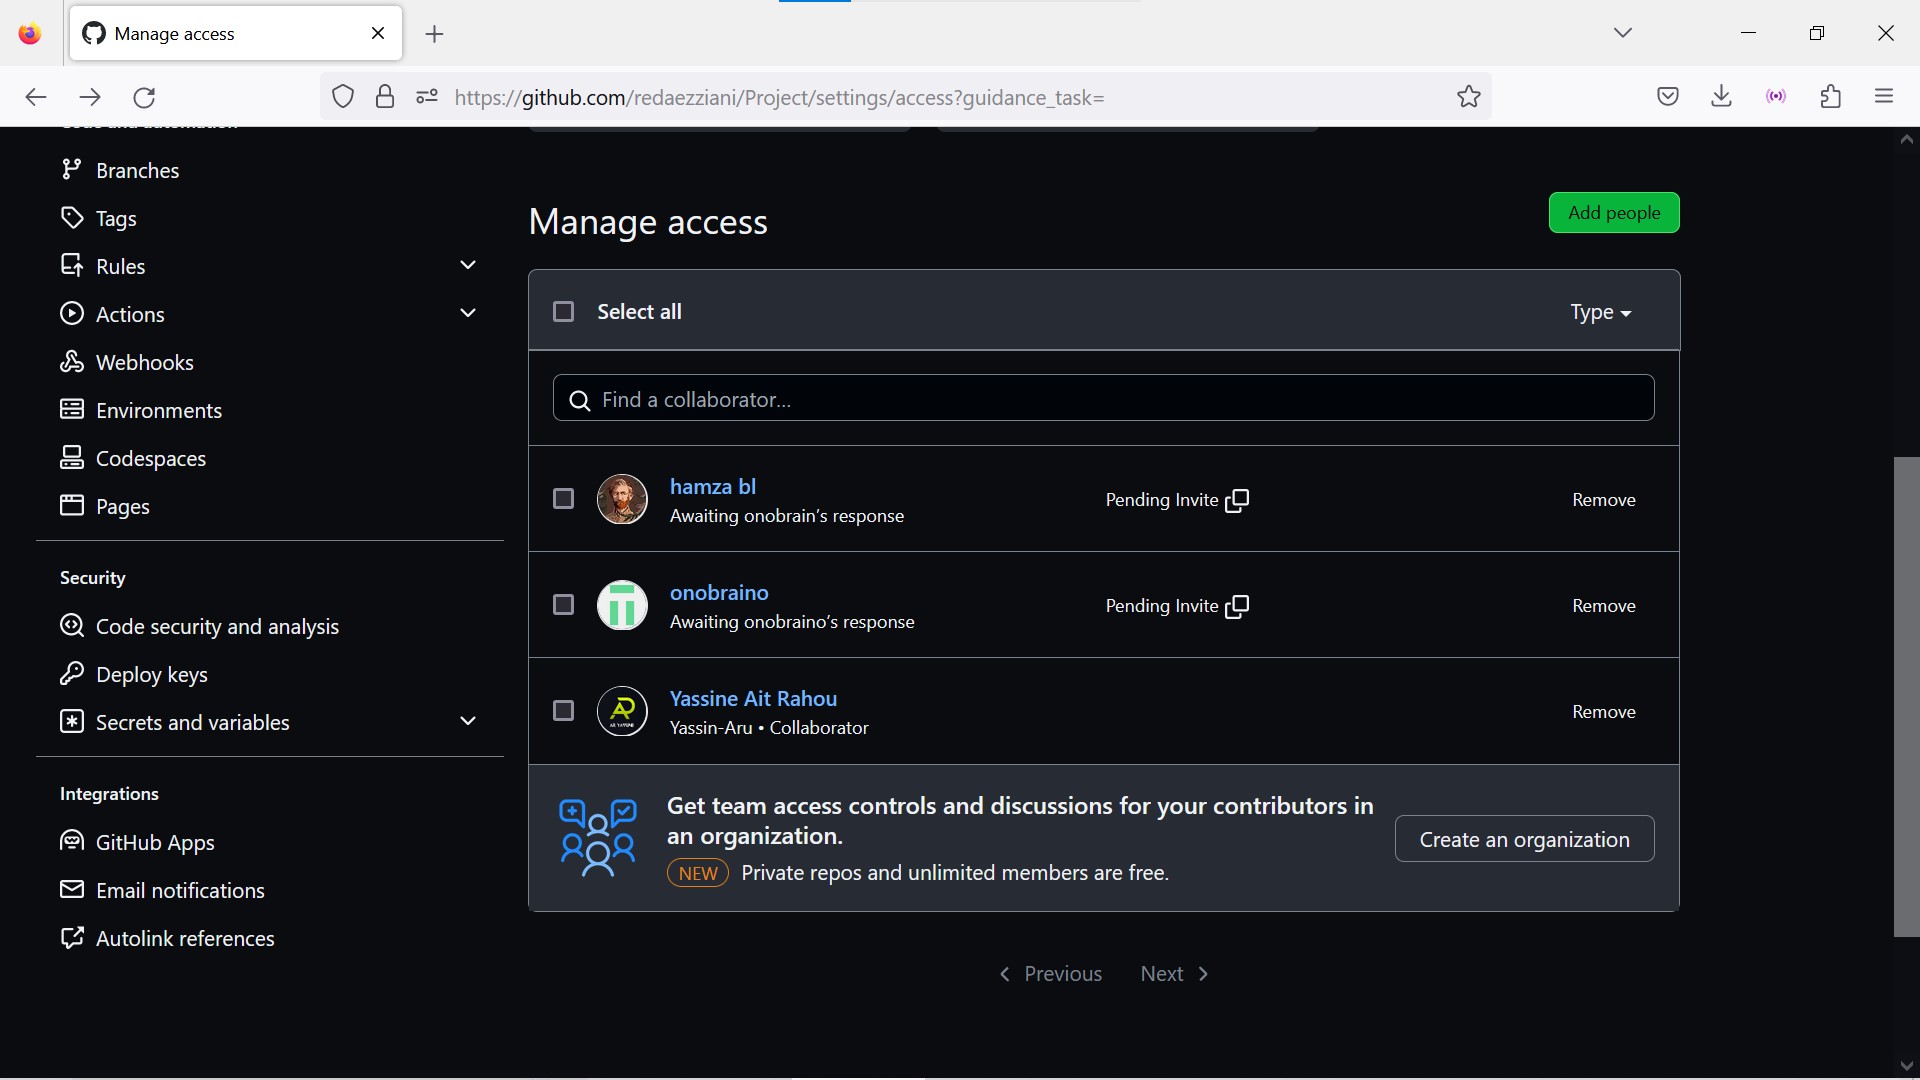 Manage access
https://github.com/redaezziani/Project/settings/access?guidance_task=
Branches
Tags
Rules
Actions
Webhooks
Environments
Codespaces
Pages
Security
Code security and analysis
Deploy keys
Secrets and variables
Integrations
GitHub Apps
Email notifications
Autolink references
Manage access
Add people
Select all
Type
Find a collaborator...
hamza bl
Awaiting onobrain’s response
Pending Invite
Remove
onobraino
Awaiting onobraino’s response
Pending Invite
Remove
Yassine Ait Rahou
Yassin-Aru • Collaborator
Remove
Get team access controls and discussions for your contributors in
an organization.
NEW Private repos and unlimited members are free.
Create an organization
Previous Next